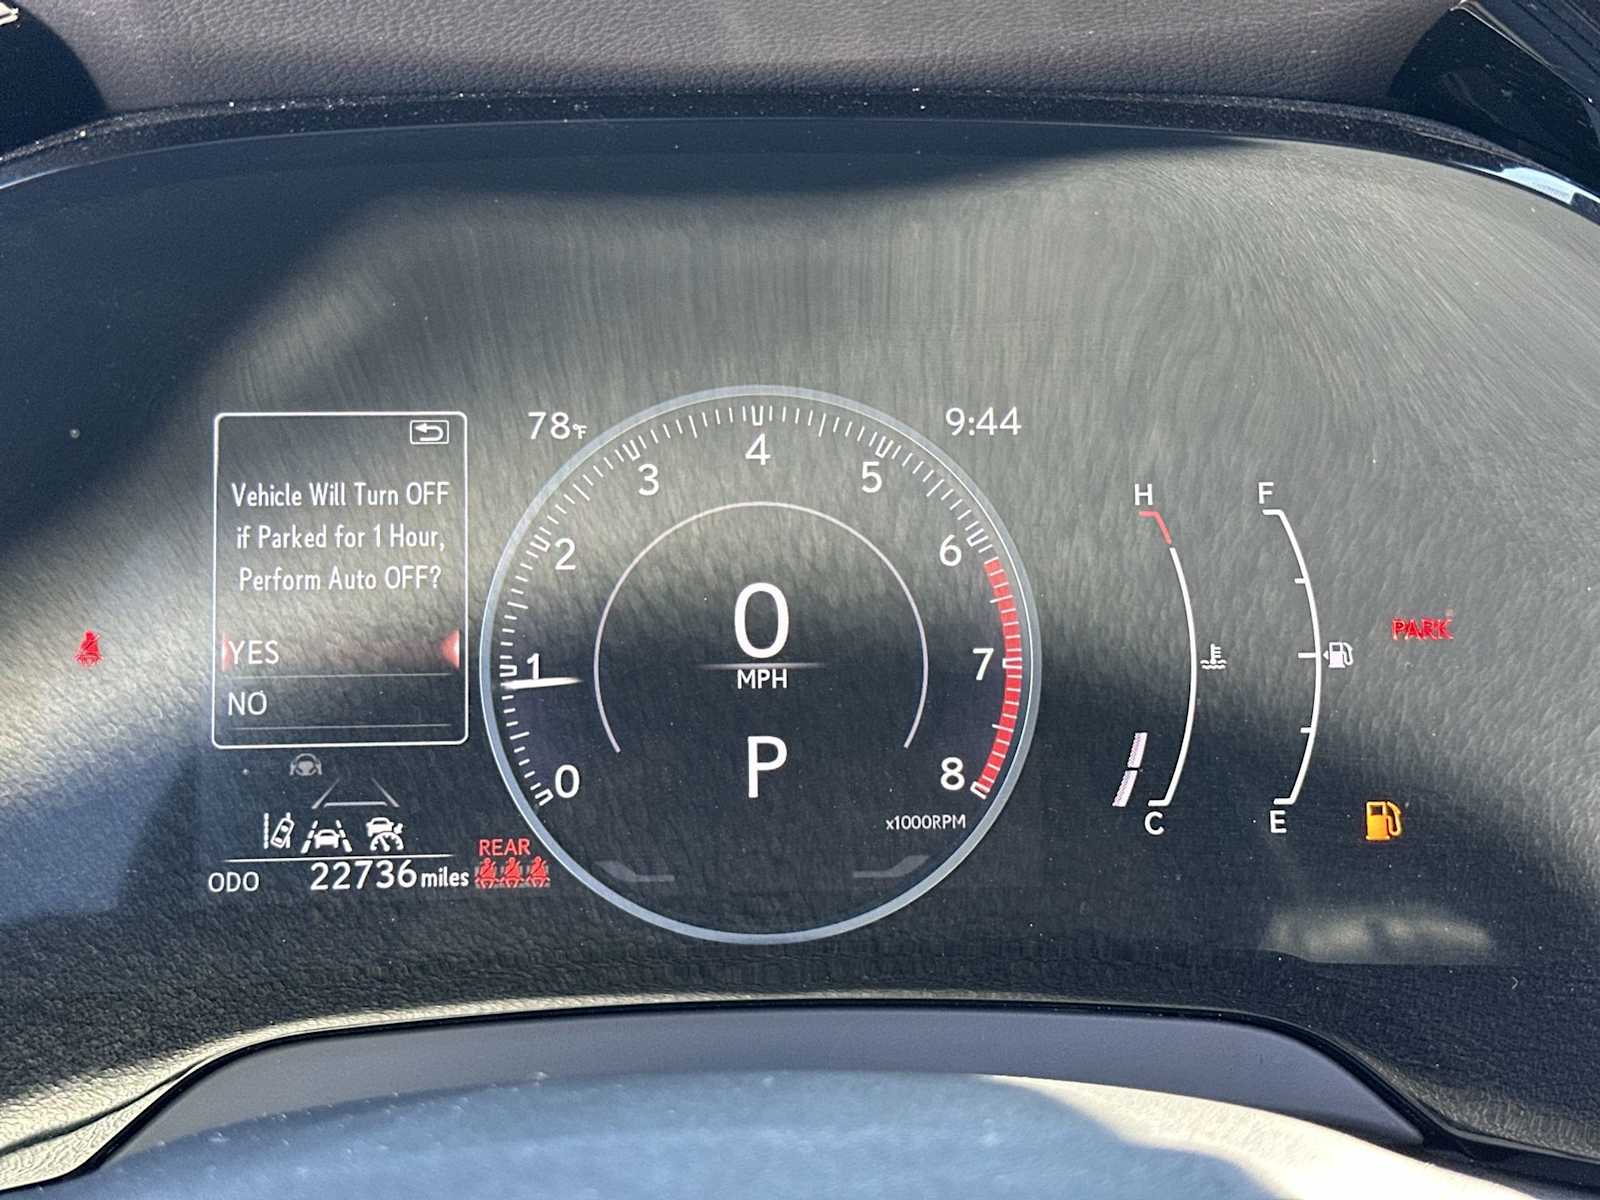 78°F
9:44
Vehicle Will Turn OFF
if Parked for 1 Hour,
Perform Auto OFF?
YES
NO
0
1
2
3
4
5
6
7
8
x1000RPM
0
MPH
P
H
C
F
E
PARK
REAR
ODO 22736 miles